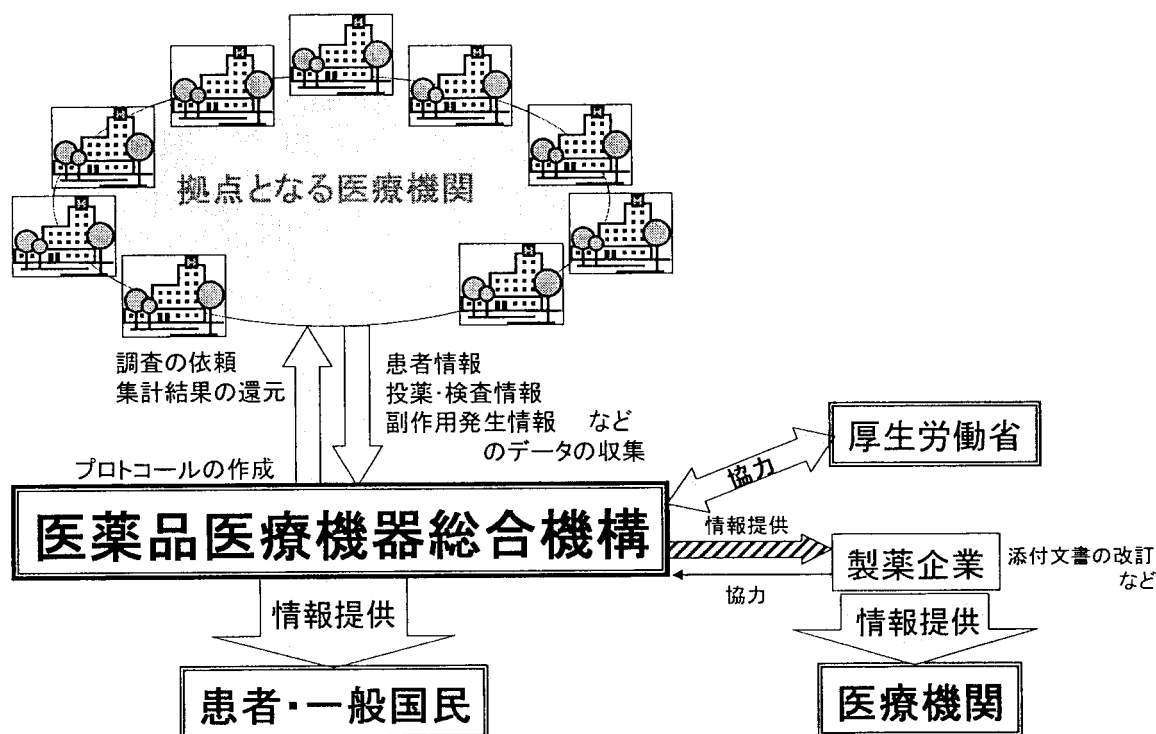 拠点となる医療機関
調査の依頼
集計結果の還元
患者情報
投薬・検査情報
副作用発生情報 など
のデータの収集
プロトコールの作成
医薬品医療機器総合機構
協力
厚生労働省
情報提供
協力
製薬企業
添付文書の改訂
など
情報提供
患者・一般国民
情報提供
医療機関